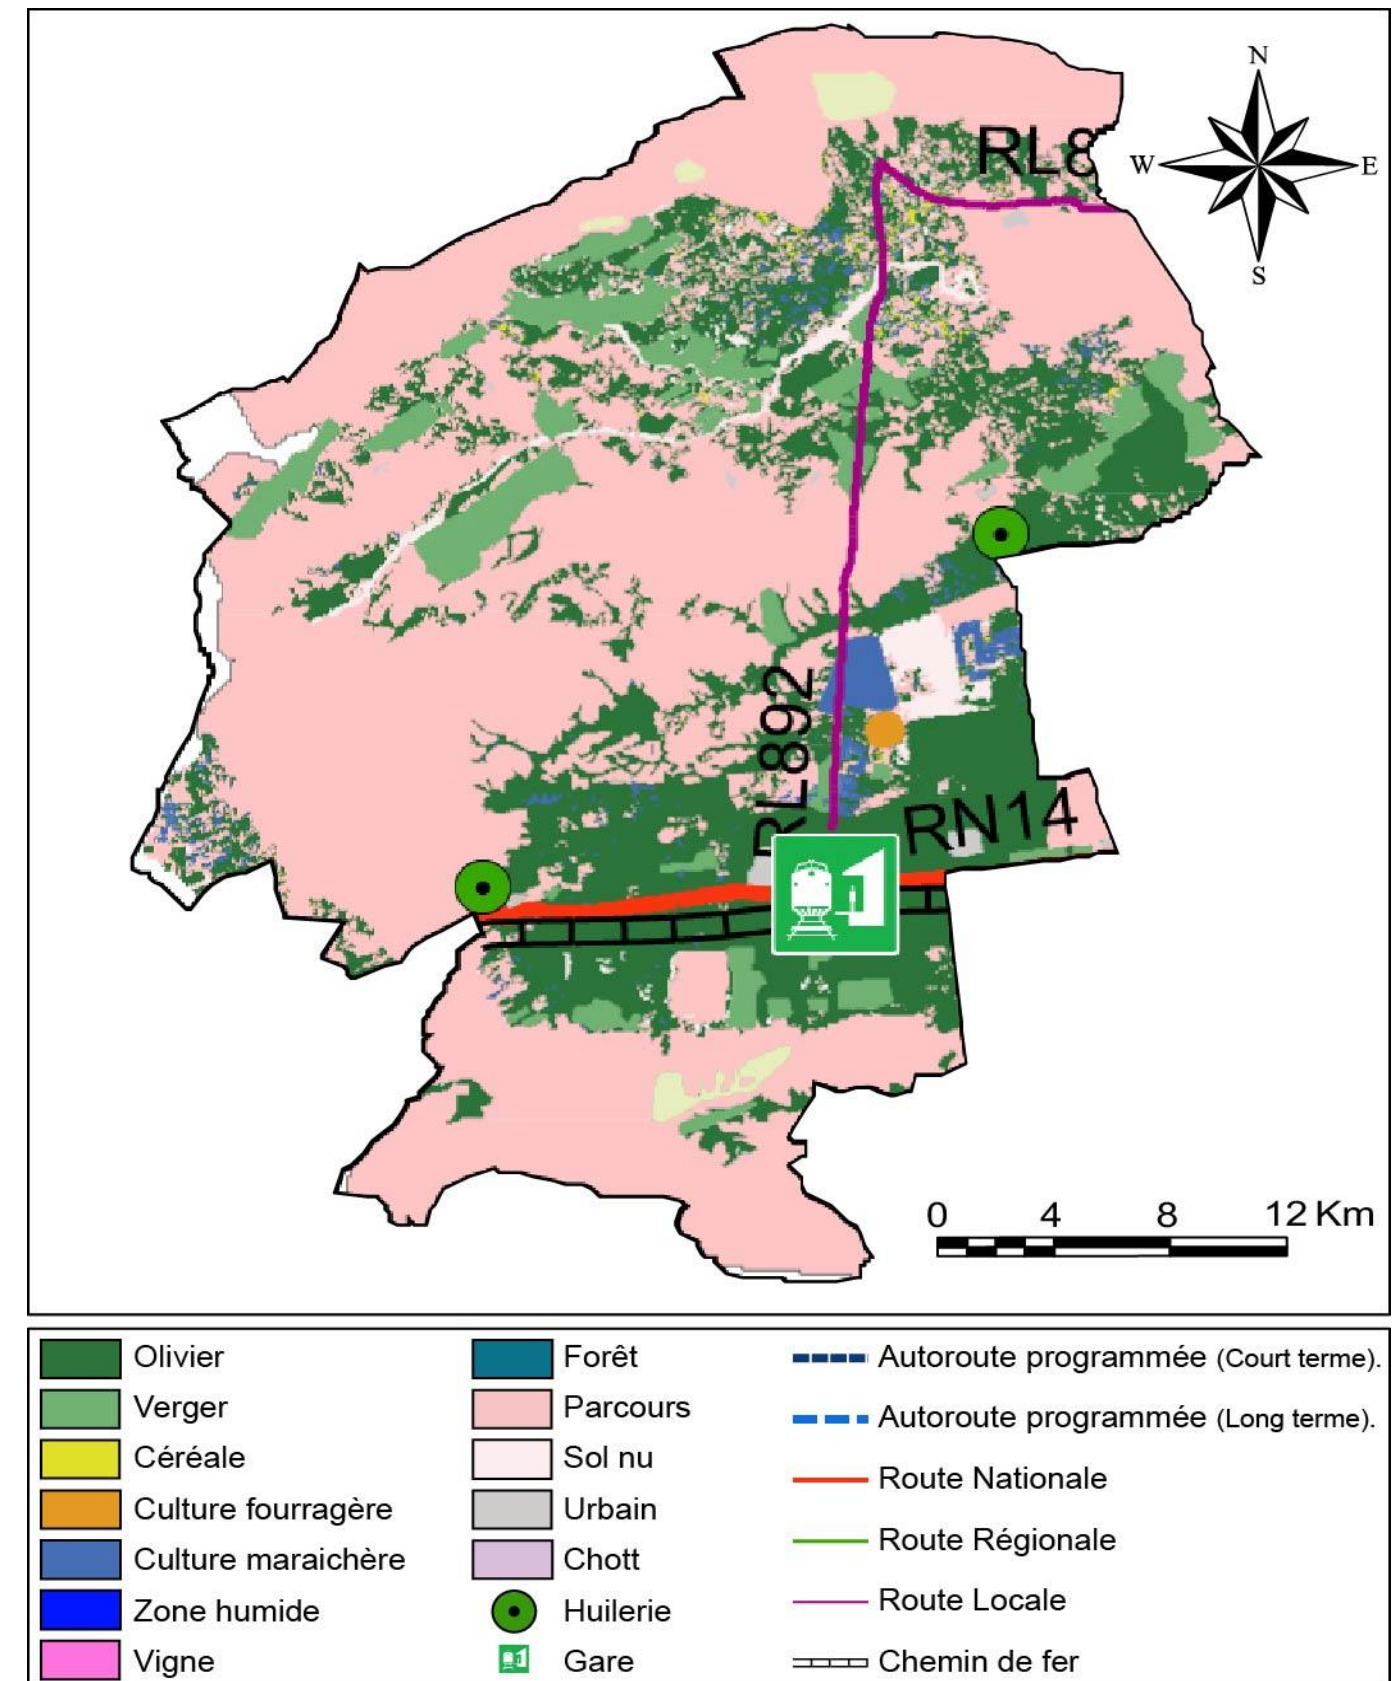 N
W
E
S
RL8
RL892
RN14
0 4 8 12 Km
Olivier
Verger
Céréale
Culture fourragère
Culture maraichère
Zone humide
Vigne
Forêt
Parcours
Sol nu
Urbain
Chott
Huilerie
Gare
Autoroute programmée (Court terme).
Autoroute programmée (Long terme).
Route Nationale
Route Régionale
Route Locale
Chemin de fer